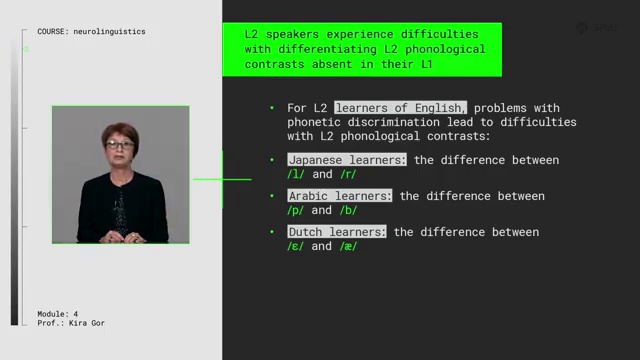 COURSE: neurolinguistics
L2 speakers experience difficulties
with differentiating L2 phonological
contrasts absent in their L1
• For L2 learners of English, problems with
phonetic discrimination lead to difficulties
with L2 phonological contrasts:
• Japanese learners: the difference between
/l/ and /r/
• Arabic learners: the difference between
/p/ and /b/
• Dutch learners: the difference between
/ɛ/ and /æ/
Module: 4
Prof.: Kira Gor